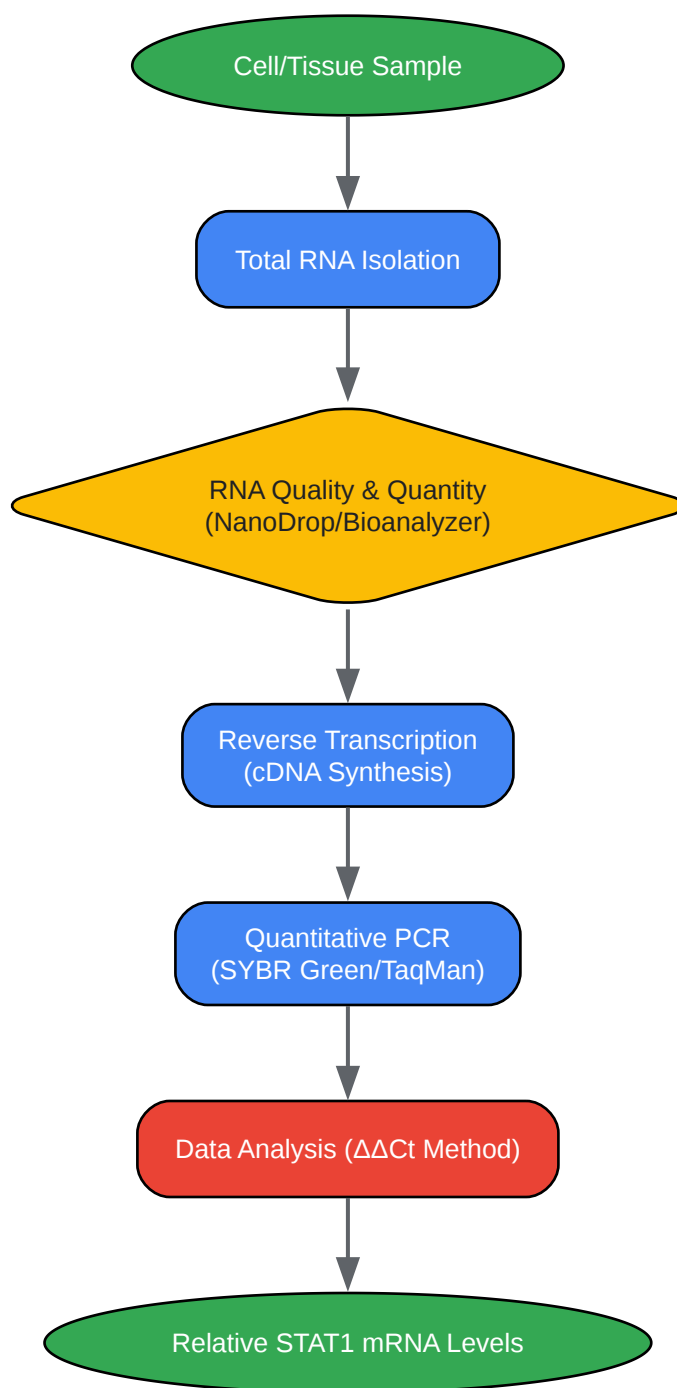 Cell/Tissue Sample
Total RNA Isolation
RNA Quality & Quantity
(NanoDrop/Bioanalyzer)
Reverse Transcription
(cDNA Synthesis)
Quantitative PCR
(SYBR Green/TaqMan)
Data Analysis (ΔΔCt Method)
Relative STAT1 mRNA Levels